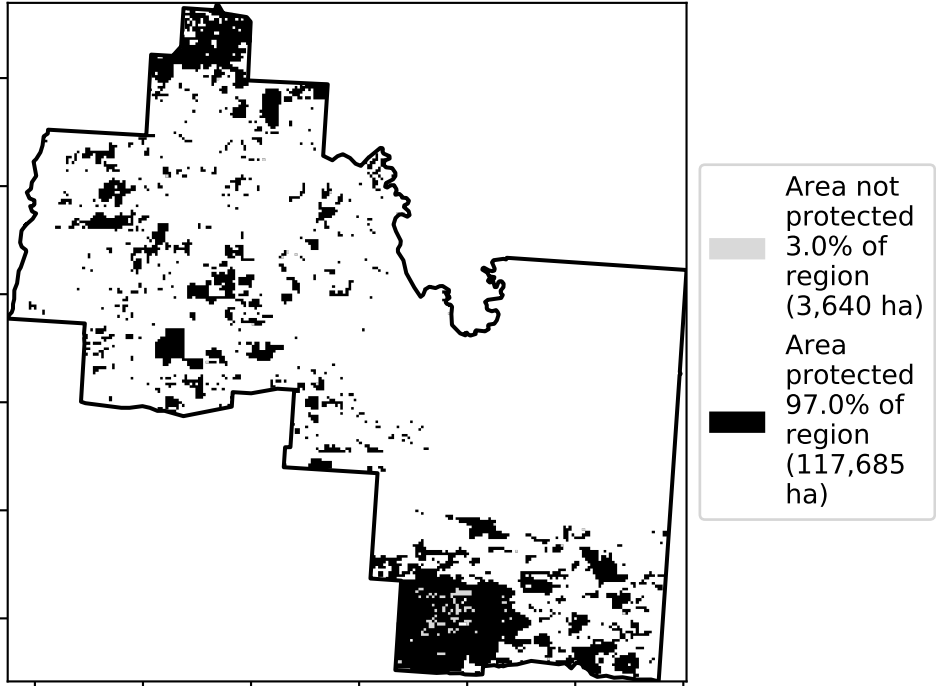 Area not
protected
3.0% of
region
(3,640 ha)
Area
protected
97.0% of
region
(117,685
ha)